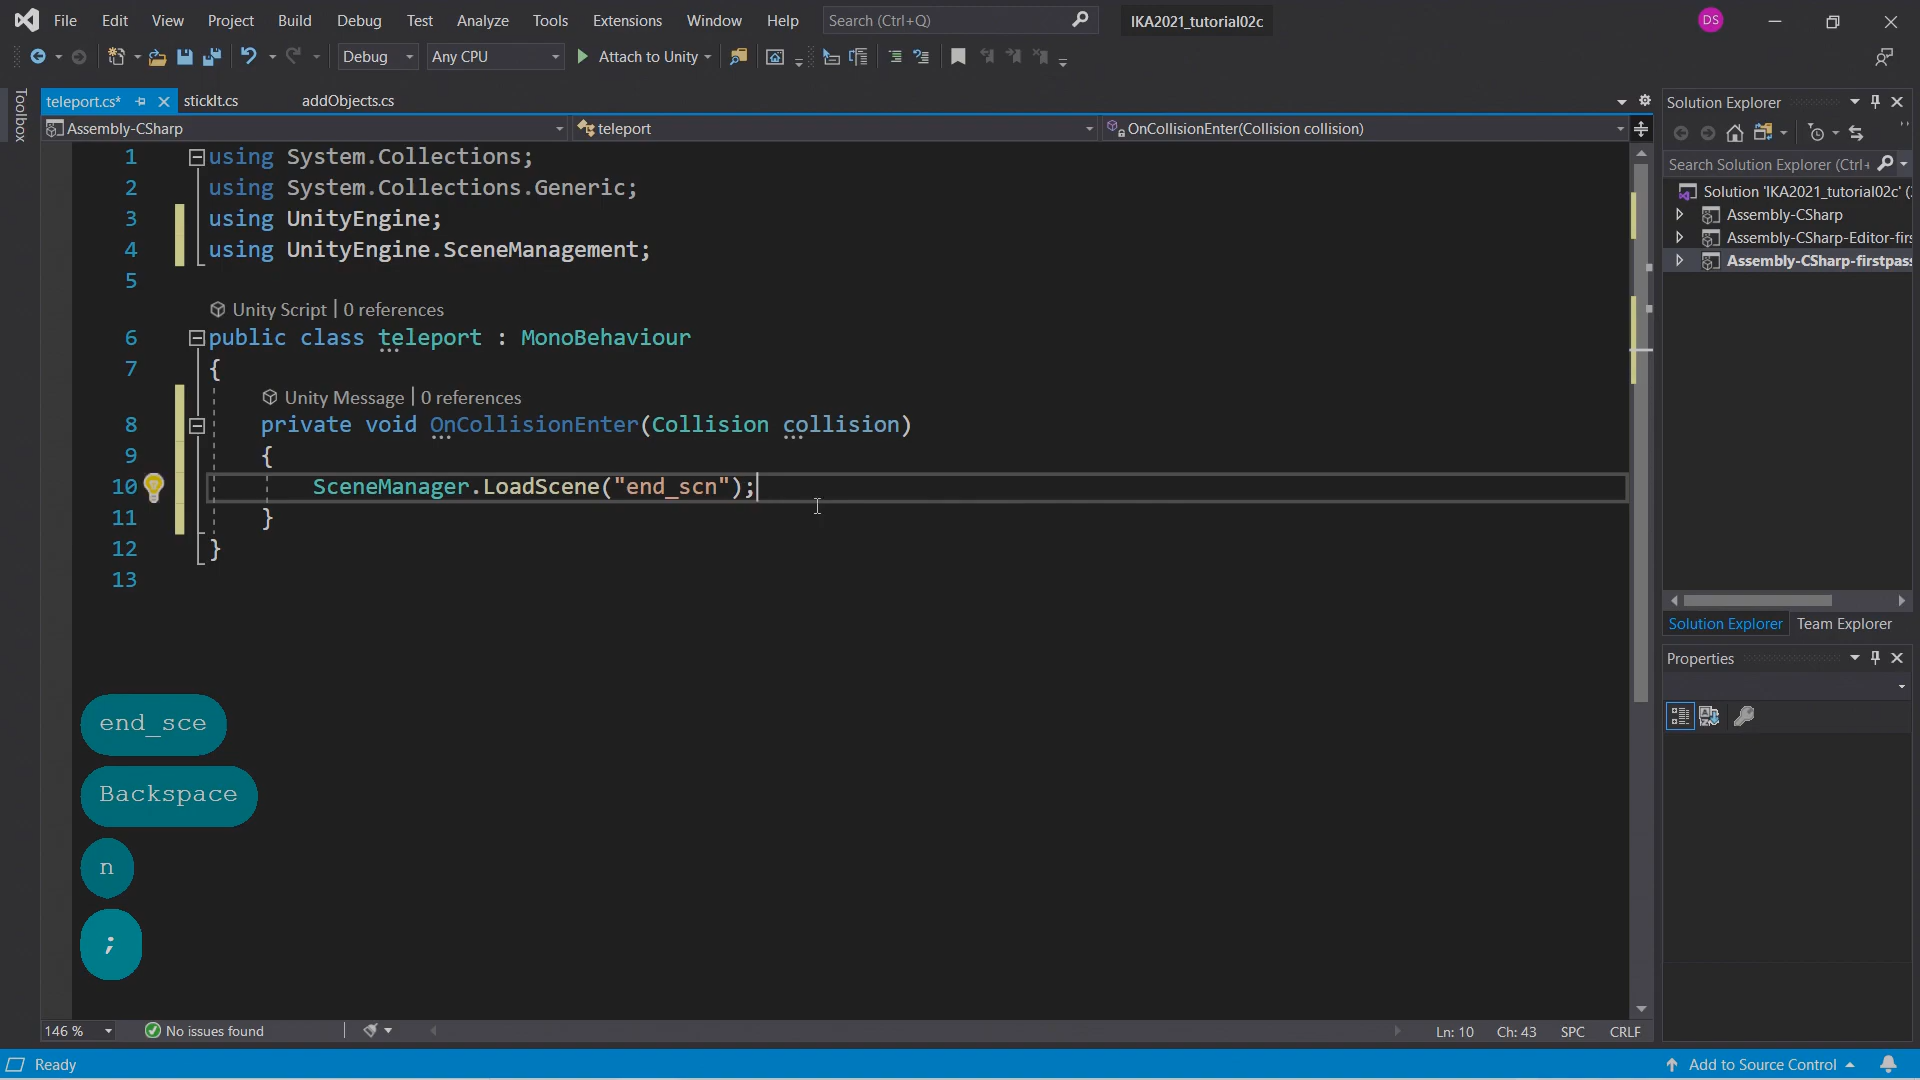 File Edit View Project Build Debug Test Analyze Tools Extensions Window Help Search (Ctrl+Q) IKA2021_tutorial02c DS
Debug Any CPU Attach to Unity
Toolbox
teleport.cs* stickIt.cs addObjects.cs
Assembly-CSharp teleport OnCollisionEnter(Collision collision)
1 using System.Collections;
2 using System.Collections.Generic;
3 using UnityEngine;
4 using UnityEngine.SceneManagement;
5
Unity Script | 0 references
6 public class teleport : MonoBehaviour
7 {
Unity Message | 0 references
8 private void OnCollisionEnter(Collision collision)
9 {
10 SceneManager.LoadScene("end_scn");
11 }
12 }
13
end_sce
Backspace
n
;
146 % No issues found Ln: 10 Ch: 43 SPC CRLF
Ready Add to Source Control
Solution Explorer
Search Solution Explorer (Ctrl+
Solution 'IKA2021_tutorial02c' (
Assembly-CSharp
Assembly-CSharp-Editor-firs
Assembly-CSharp-firstpass
Solution Explorer Team Explorer
Properties